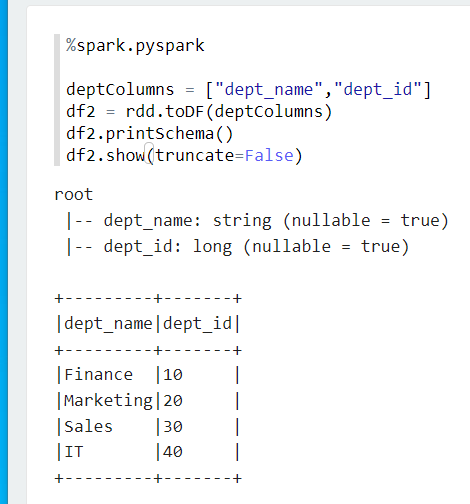 %spark.pyspark
deptColumns = ["dept_name","dept_id"]
df2 = rdd.toDF(deptColumns)
df2.printSchema()
df2.show(truncate=False)
root
 |-- dept_name: string (nullable = true)
 |-- dept_id: long (nullable = true)
+---------+-------+
|dept_name|dept_id|
+---------+-------+
|Finance  |10     |
|Marketing|20     |
|Sales    |30     |
|IT       |40     |
+---------+-------+